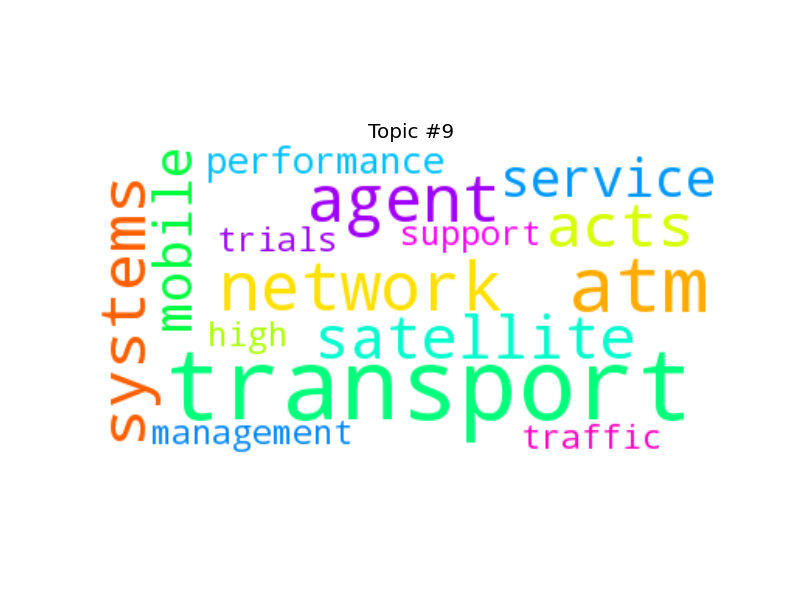 Topic #9
performance
mobile
service
systems
agent
acts
trials
support
network
atm
high
satellite
transport
management
traffic